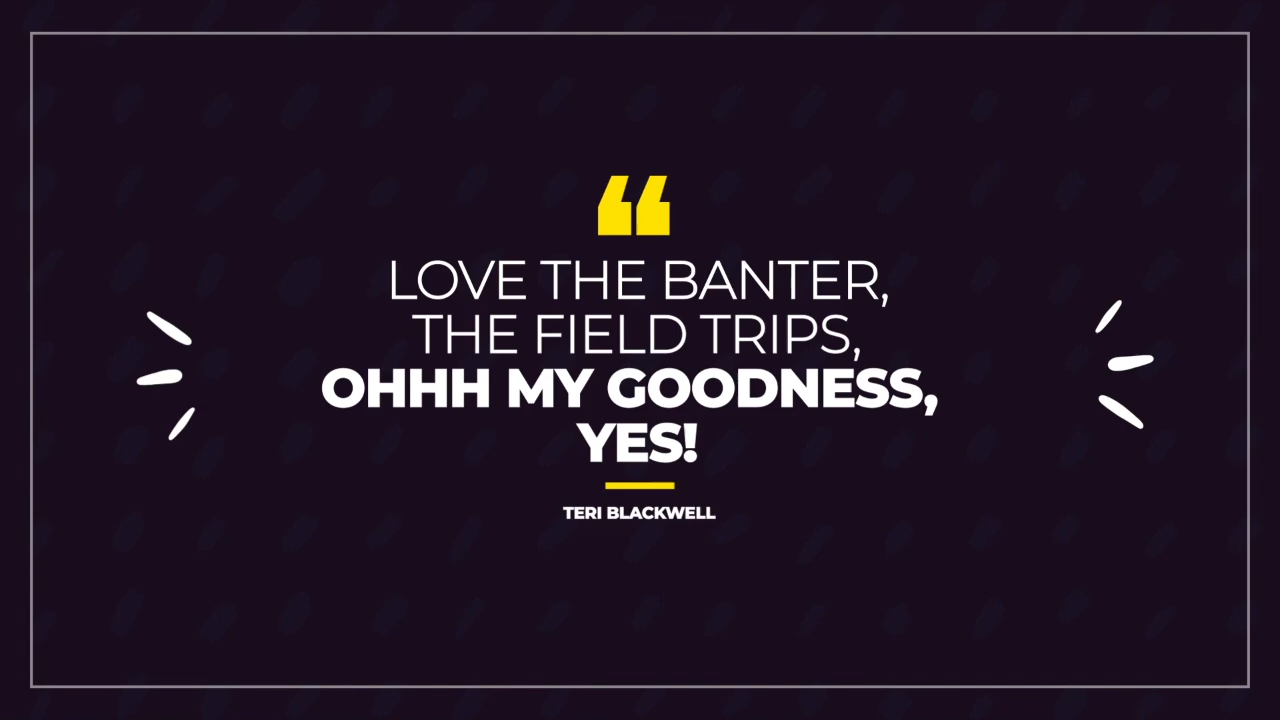 ❝
LOVE THE BANTER,
THE FIELD TRIPS,
OHHH MY GOODNESS,
YES!
TERI BLACKWELL